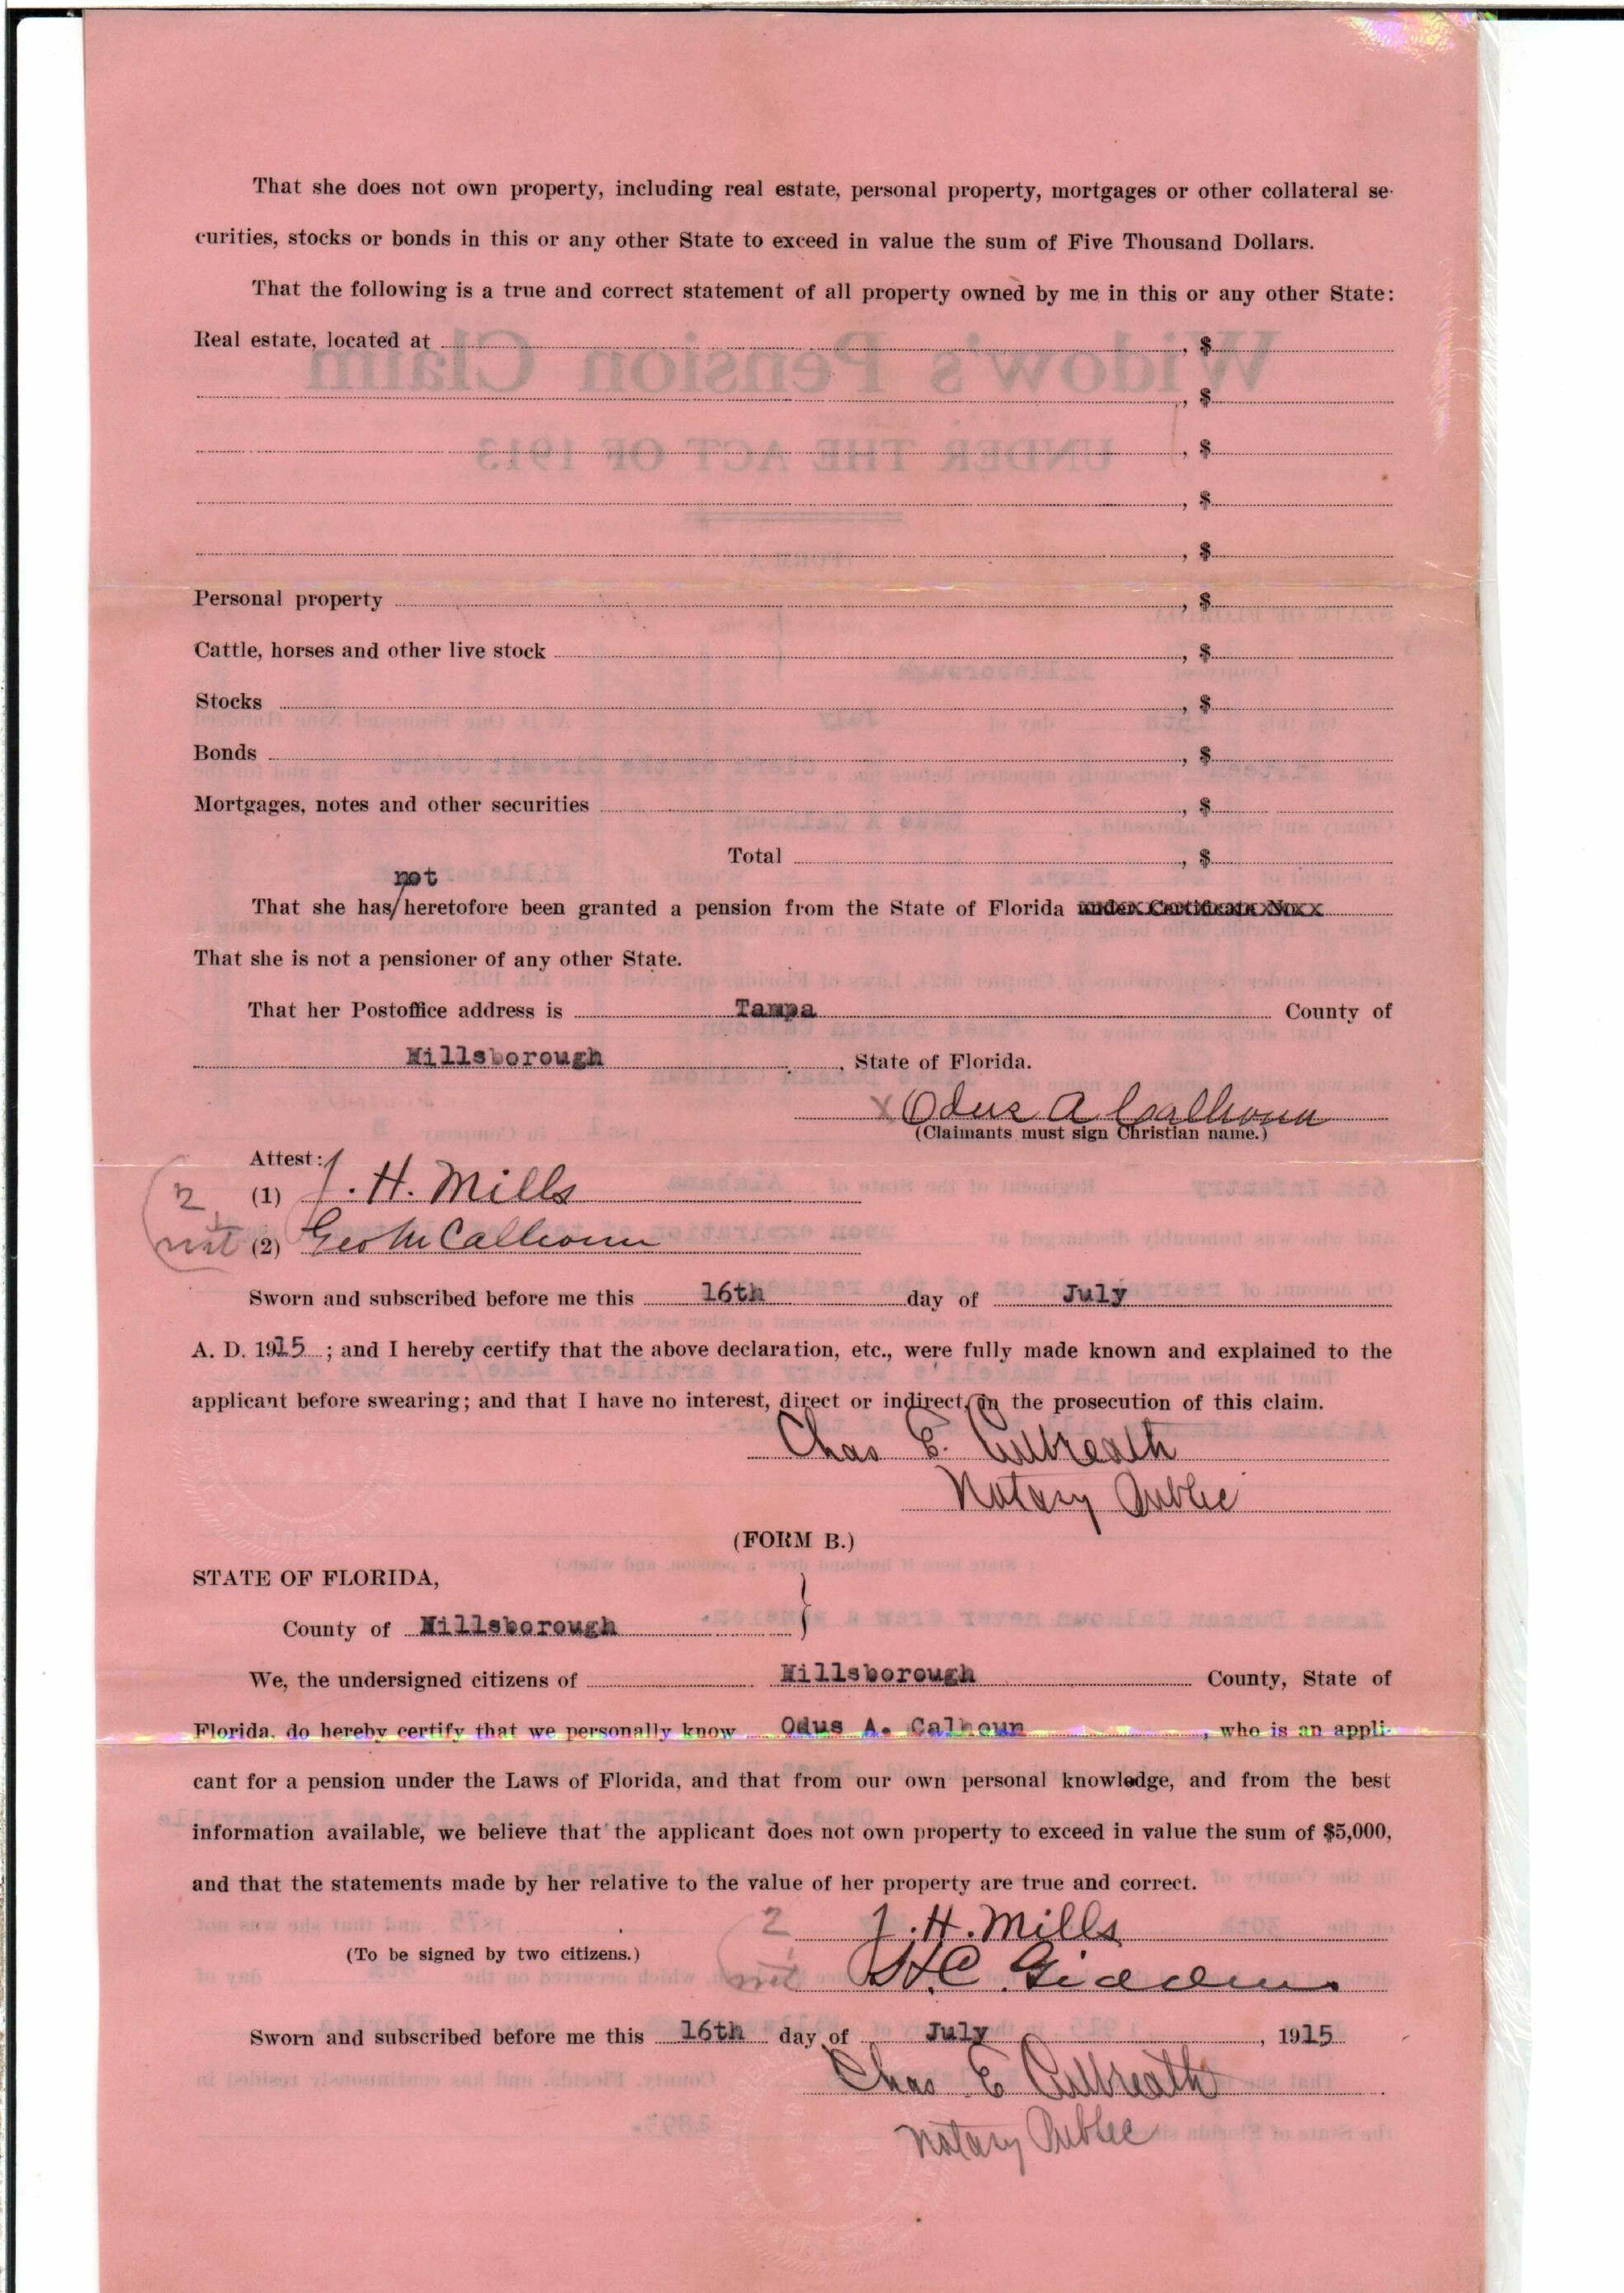 That she does not own property, including real estate, personal property, mortgages or other collateral se-
curities, stocks or bonds in this or any other State to exceed in value the sum of Five Thousand Dollars.
That the following is a true and correct statement of all property owned by me in this or any other State:
Real estate, located at , $
, $
, $
, $
, $
Personal property , $
Cattle, horses and other live stock , $
Stocks , $
Bonds , $
Mortgages, notes and other securities , $
Total , $
not
That she has/heretofore been granted a pension from the State of Florida under Certificate No.
That she is not a pensioner of any other State.
That her Postoffice address is Tampa County of
Hillsborough , State of Florida.
x Odus A Calhoun
(Claimants must sign Christian name.)
Attest:
2 (1) J. H. Mills
wit (2) Geo M Calhoun
Sworn and subscribed before me this 16th day of July
A. D. 1915 ; and I hereby certify that the above declaration, etc., were fully made known and explained to the
applicant before swearing; and that I have no interest, direct or indirect, in the prosecution of this claim.
Chas E. Culbreath
Notary Public
(FORM B.)
STATE OF FLORIDA,
County of Hillsborough
We, the undersigned citizens of Hillsborough County, State of
Florida, do hereby certify that we personally know Odus A. Calhoun , who is an appli-
cant for a pension under the Laws of Florida, and that from our own personal knowledge, and from the best
information available, we believe that the applicant does not own property to exceed in value the sum of $5,000,
and that the statements made by her relative to the value of her property are true and correct.
2 J. H. Mills
(To be signed by two citizens.)
wit H.C. Giddens
Sworn and subscribed before me this 16th day of July , 1915
Chas E Culbreath
Notary Public